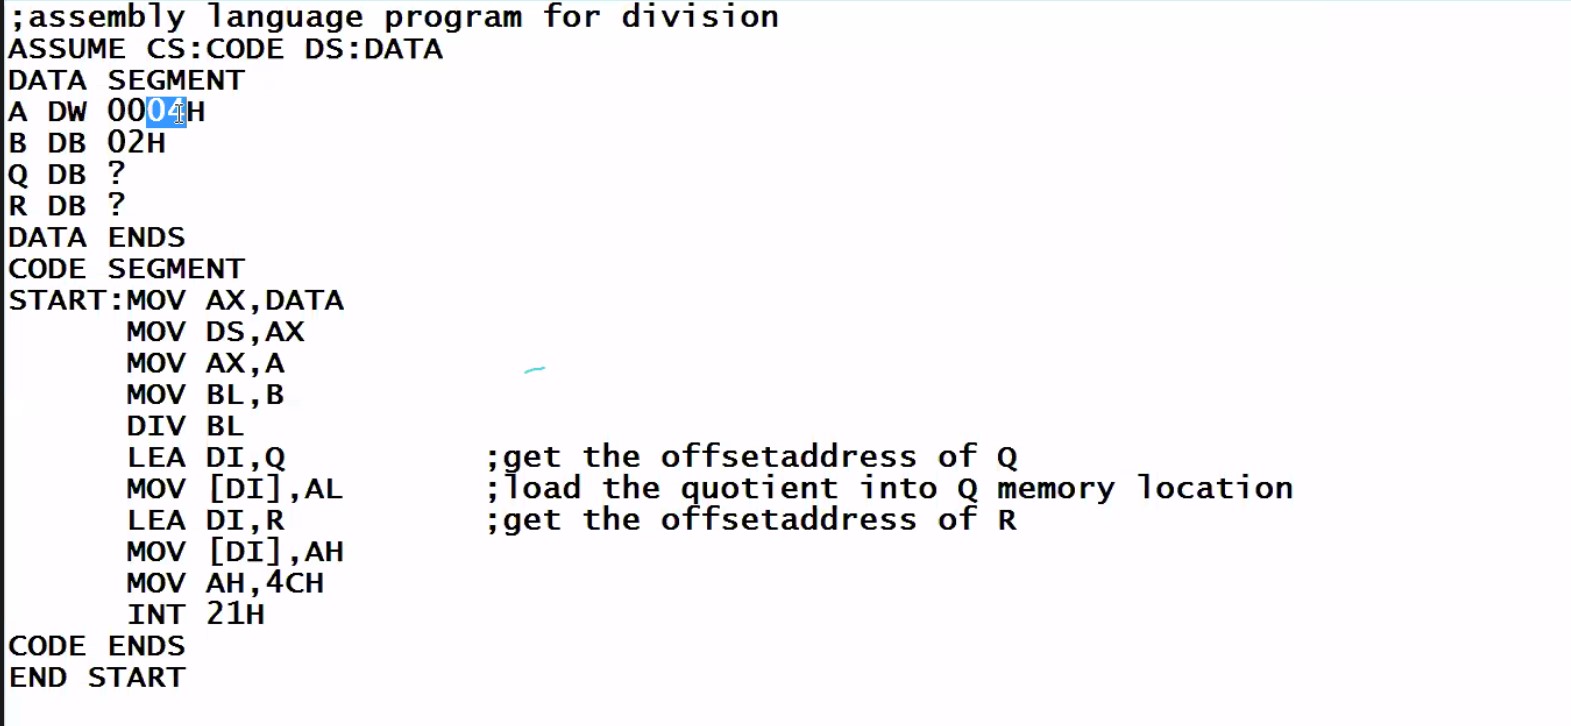 ;assembly language program for division
ASSUME CS:CODE DS:DATA
DATA SEGMENT
A DW 0004H
B DB 02H
Q DB ?
R DB ?
DATA ENDS
CODE SEGMENT
START:MOV AX,DATA
MOV DS,AX
MOV AX,A
MOV BL,B
DIV BL
LEA DI,Q ;get the offsetaddress of Q
MOV [DI],AL ;load the quotient into Q memory location
LEA DI,R ;get the offsetaddress of R
MOV [DI],AH
MOV AH,4CH
INT 21H
CODE ENDS
END START